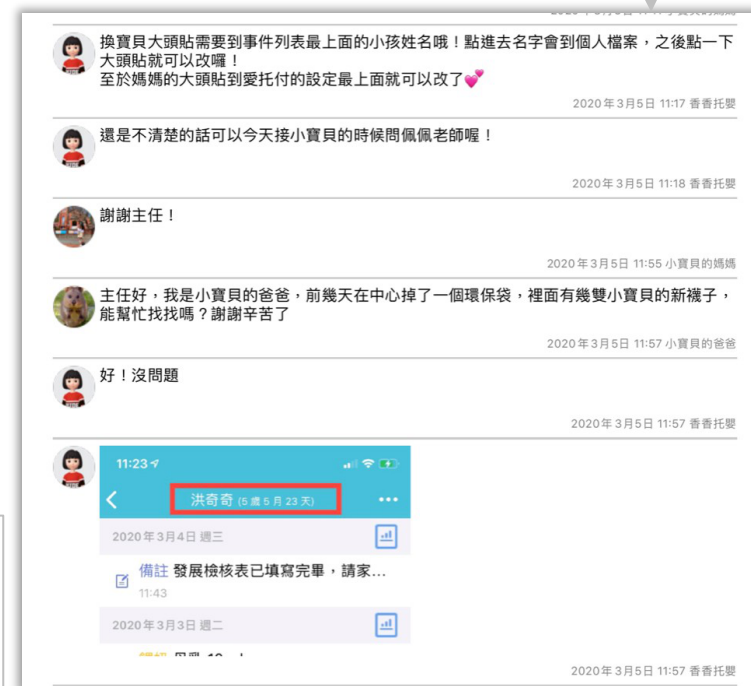 換寶貝大頭貼需要到事件列表最上面的小孩姓名哦！點進去名字會到個人檔案，之後點一下
大頭貼就可以改囉！
至於媽媽的大頭貼到愛托付的設定最上面就可以改了💕
2020年3月5日 11:17 香香托嬰
還是不清楚的話可以今天接小寶貝的時候問佩佩老師喔！
2020年3月5日 11:18 香香托嬰
謝謝主任！
2020年3月5日 11:55 小寶貝的媽媽
主任好，我是小寶貝的爸爸，前幾天在中心掉了一個環保袋，裡面有幾雙小寶貝的新襪子，
能幫忙找找嗎？謝謝辛苦了
2020年3月5日 11:57 小寶貝的爸爸
好！沒問題
2020年3月5日 11:57 香香托嬰
11:23
洪奇奇 (5 歲 5 月 23 天)
2020年3月4日 週三
備註 發展檢核表已填寫完畢，請家...
11:43
2020年3月3日 週二
2020年3月5日 11:57 香香托嬰